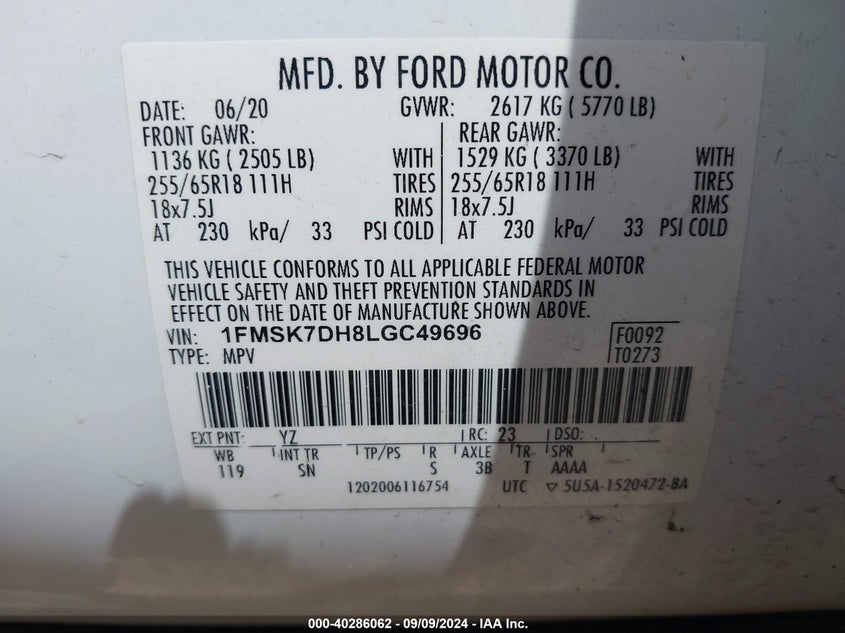 MFD. BY FORD MOTOR CO.
DATE: 06/20 GVWR: 2617 KG ( 5770 LB)
FRONT GAWR: REAR GAWR:
1136 KG ( 2505 LB) WITH 1529 KG ( 3370 LB) WITH
255/65R18 111H TIRES 255/65R18 111H TIRES
18x7.5J RIMS 18x7.5J RIMS
AT 230 kPa/ 33 PSI COLD AT 230 kPa/ 33 PSI COLD
THIS VEHICLE CONFORMS TO ALL APPLICABLE FEDERAL MOTOR
VEHICLE SAFETY AND THEFT PREVENTION STANDARDS IN
EFFECT ON THE DATE OF MANUFACTURE SHOWN ABOVE.
VIN: 1FMSK7DH8LGC49696 F0092
TYPE: MPV T0273
EXT PNT: YZ RC: 23 DSO:
WB INT TR TP/PS R AXLE TR SPR
119 SN S 3B T AAAA
1202006116754 UTC ▽ 5U5A-1520472-BA
000-40286062 - 09/09/2024 - IAA Inc.